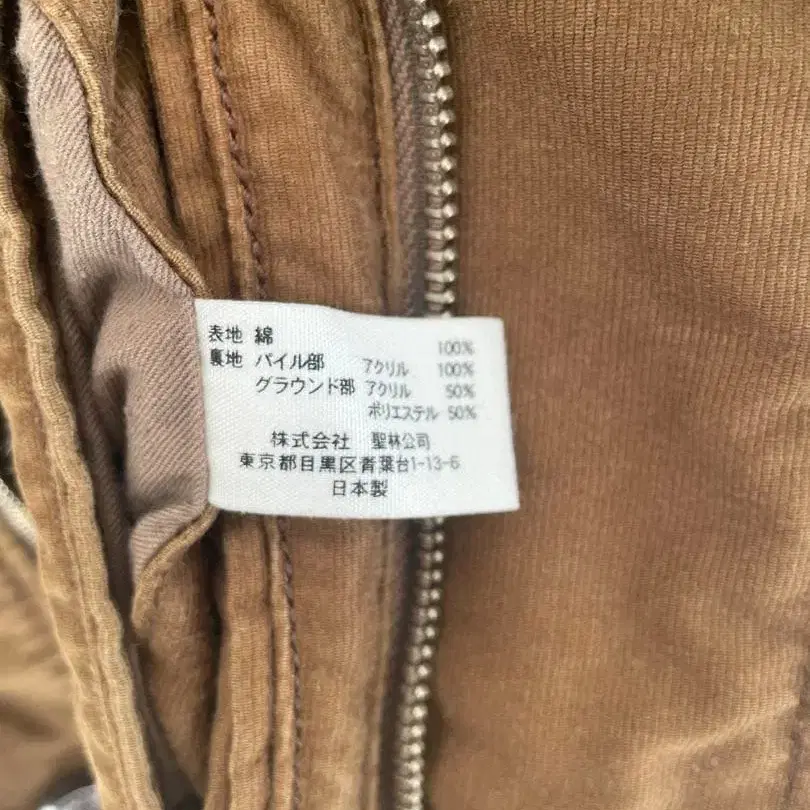 表地 綿 100%
裏地 パイル部 アクリル 100%
グラウンド部 アクリル 50%
ポリエステル 50%
株式会社 聖林公司
東京都目黒区青葉台1-13-6
日本製